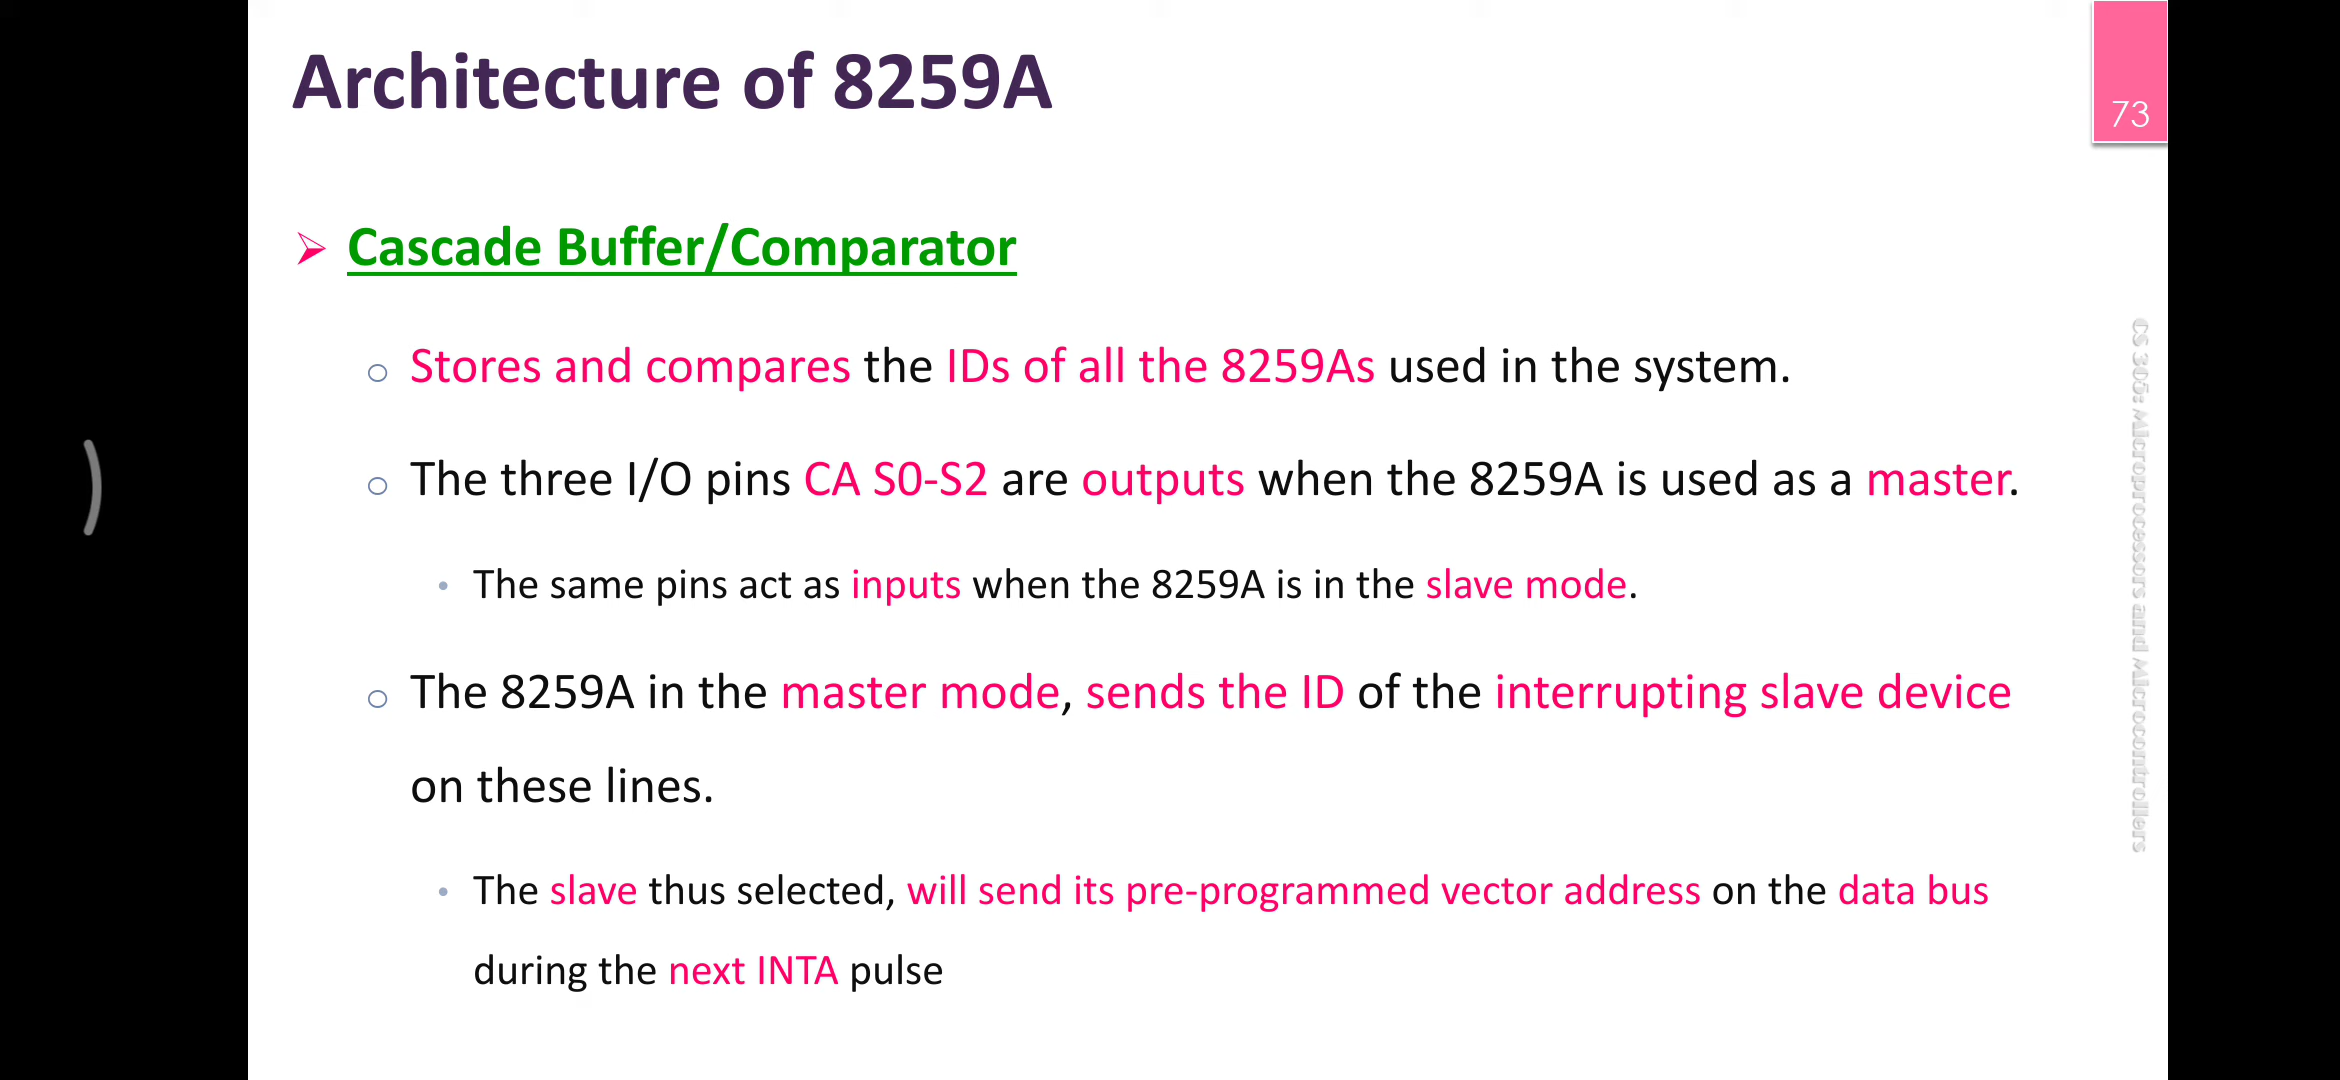 Architecture of 8259A
73
Cascade Buffer/Comparator
Stores and compares the IDs of all the 8259As used in the system.
The three I/O pins CA S0-S2 are outputs when the 8259A is used as a master.
The same pins act as inputs when the 8259A is in the slave mode.
The 8259A in the master mode, sends the ID of the interrupting slave device
on these lines.
The slave thus selected, will send its pre-programmed vector address on the data bus
during the next INTA pulse
CS 305: Microprocessors and Microcontrollers